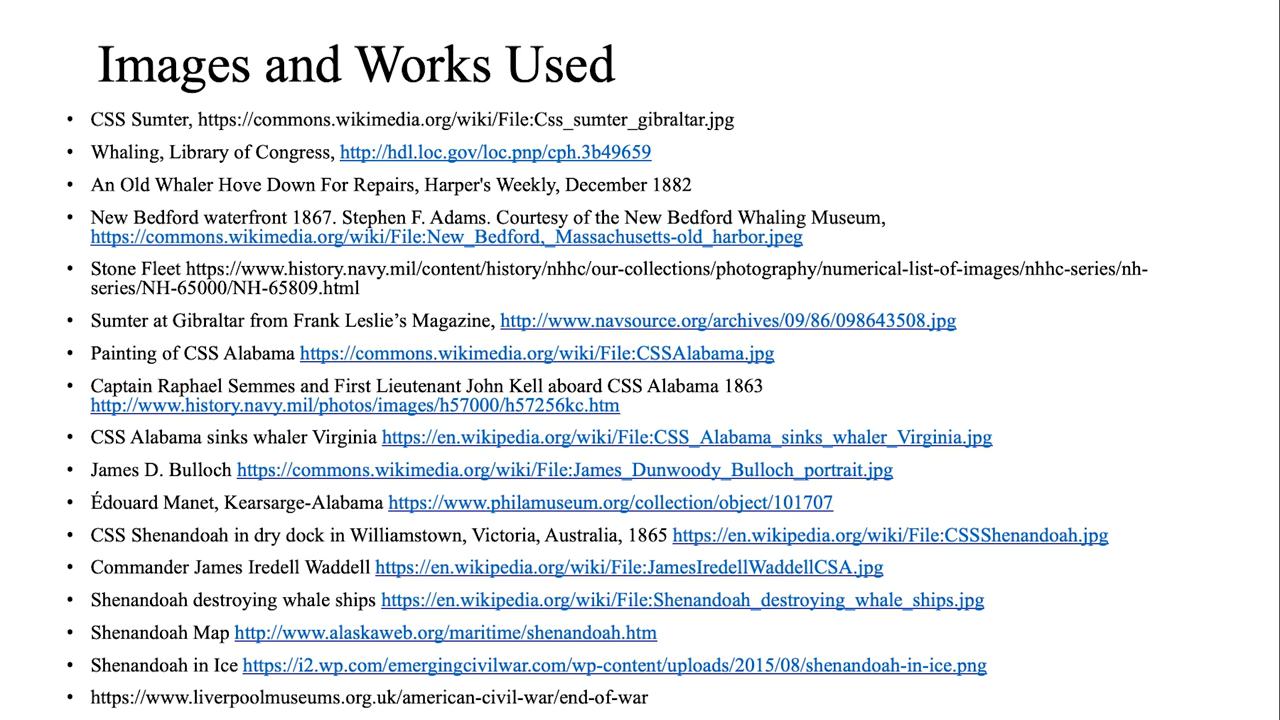 Images and Works Used
• CSS Sumter, https://commons.wikimedia.org/wiki/File:Css_sumter_gibraltar.jpg
• Whaling, Library of Congress, http://hdl.loc.gov/loc.pnp/cph.3b49659
• An Old Whaler Hove Down For Repairs, Harper's Weekly, December 1882
• New Bedford waterfront 1867. Stephen F. Adams. Courtesy of the New Bedford Whaling Museum,
https://commons.wikimedia.org/wiki/File:New_Bedford,_Massachusetts-old_harbor.jpeg
• Stone Fleet https://www.history.navy.mil/content/history/nhhc/our-collections/photography/numerical-list-of-images/nhhc-series/nh-
series/NH-65000/NH-65809.html
• Sumter at Gibraltar from Frank Leslie’s Magazine, http://www.navsource.org/archives/09/86/098643508.jpg
• Painting of CSS Alabama https://commons.wikimedia.org/wiki/File:CSSAlabama.jpg
• Captain Raphael Semmes and First Lieutenant John Kell aboard CSS Alabama 1863
http://www.history.navy.mil/photos/images/h57000/h57256kc.htm
• CSS Alabama sinks whaler Virginia https://en.wikipedia.org/wiki/File:CSS_Alabama_sinks_whaler_Virginia.jpg
• James D. Bulloch https://commons.wikimedia.org/wiki/File:James_Dunwoody_Bulloch_portrait.jpg
• Édouard Manet, Kearsarge-Alabama https://www.philamuseum.org/collection/object/101707
• CSS Shenandoah in dry dock in Williamstown, Victoria, Australia, 1865 https://en.wikipedia.org/wiki/File:CSSShenandoah.jpg
• Commander James Iredell Waddell https://en.wikipedia.org/wiki/File:JamesIredellWaddellCSA.jpg
• Shenandoah destroying whale ships https://en.wikipedia.org/wiki/File:Shenandoah_destroying_whale_ships.jpg
• Shenandoah Map http://www.alaskaweb.org/maritime/shenandoah.htm
• Shenandoah in Ice https://i2.wp.com/emergingcivilwar.com/wp-content/uploads/2015/08/shenandoah-in-ice.png
• https://www.liverpoolmuseums.org.uk/american-civil-war/end-of-war